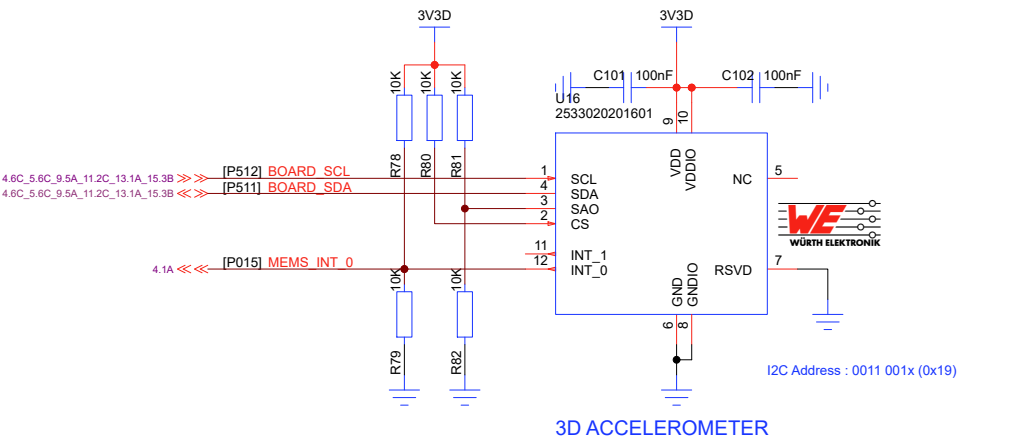 3V3D
3V3D
10K
10K
10K
C101
100nF
C102
100nF
U16
2533020201601
9
10
R78
R80
R81
VDD
VDDIO
4.6C_5.6C_9.5A_11.2C_13.1A_15.3B
[P512]
BOARD_SCL
1
SCL
NC
5
4.6C_5.6C_9.5A_11.2C_13.1A_15.3B
[P511]
BOARD_SDA
4
SDA
3
SAO
2
CS
WE
WÜRTH ELEKTRONIK
11
INT_1
4.1A
[P015]
MEMS_INT_0
12
INT_0
RSVD
7
10K
10K
GND
GNDIO
6
8
R79
R82
I2C Address : 0011 001x (0x19)
3D ACCELEROMETER